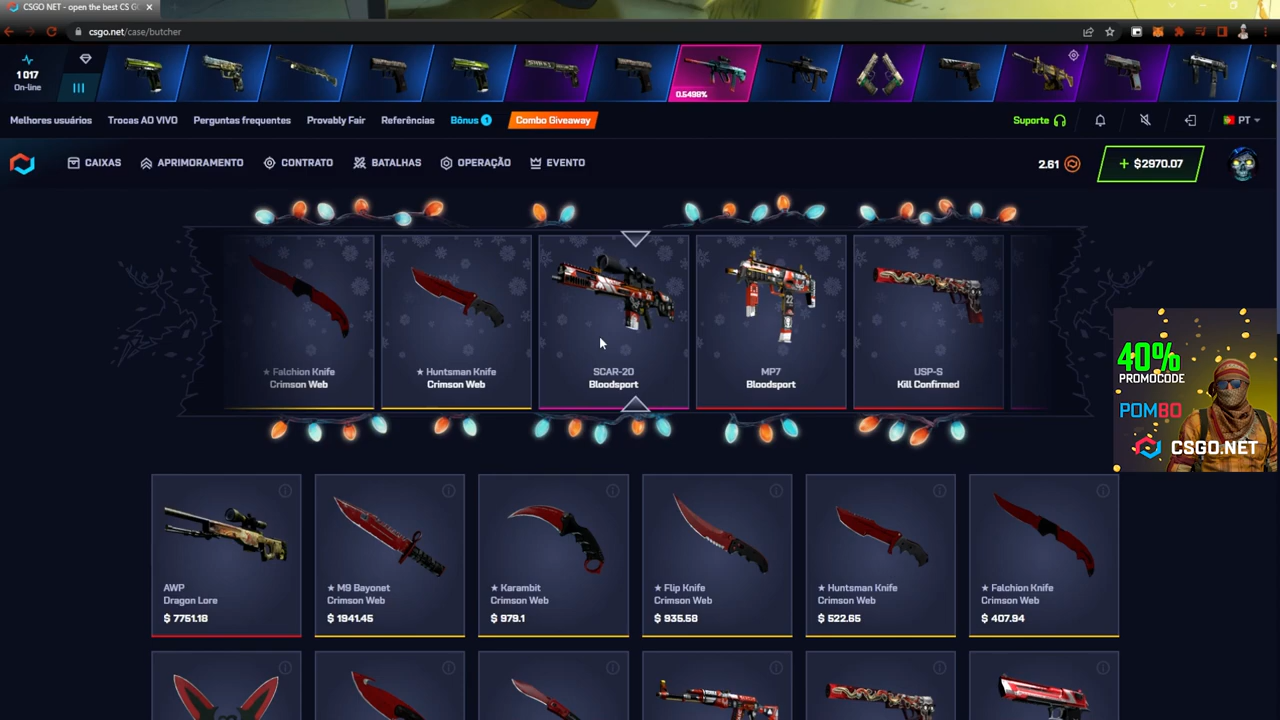 CSGO NET - open the best CS G
csgo.net/case/butcher
1 017
On-line
0.5499%
Melhores usuários
Trocas AO VIVO
Perguntas frequentes
Provably Fair
Referências
Bônus 1
Combo Giveaway
Suporte
PT
CAIXAS
APRIMORAMENTO
CONTRATO
BATALHAS
OPERAÇÃO
EVENTO
2.61
+ $2970.07
★ Falchion Knife
Crimson Web
★ Huntsman Knife
Crimson Web
SCAR-20
Bloodsport
MP7
Bloodsport
USP-S
Kill Confirmed
40%
PROMOCODE
POMBO
CSGO.NET
AWP
Dragon Lore
$ 7751.18
★ M9 Bayonet
Crimson Web
$ 1941.45
★ Karambit
Crimson Web
$ 979.1
★ Flip Knife
Crimson Web
$ 935.58
★ Huntsman Knife
Crimson Web
$ 522.65
★ Falchion Knife
Crimson Web
$ 407.94